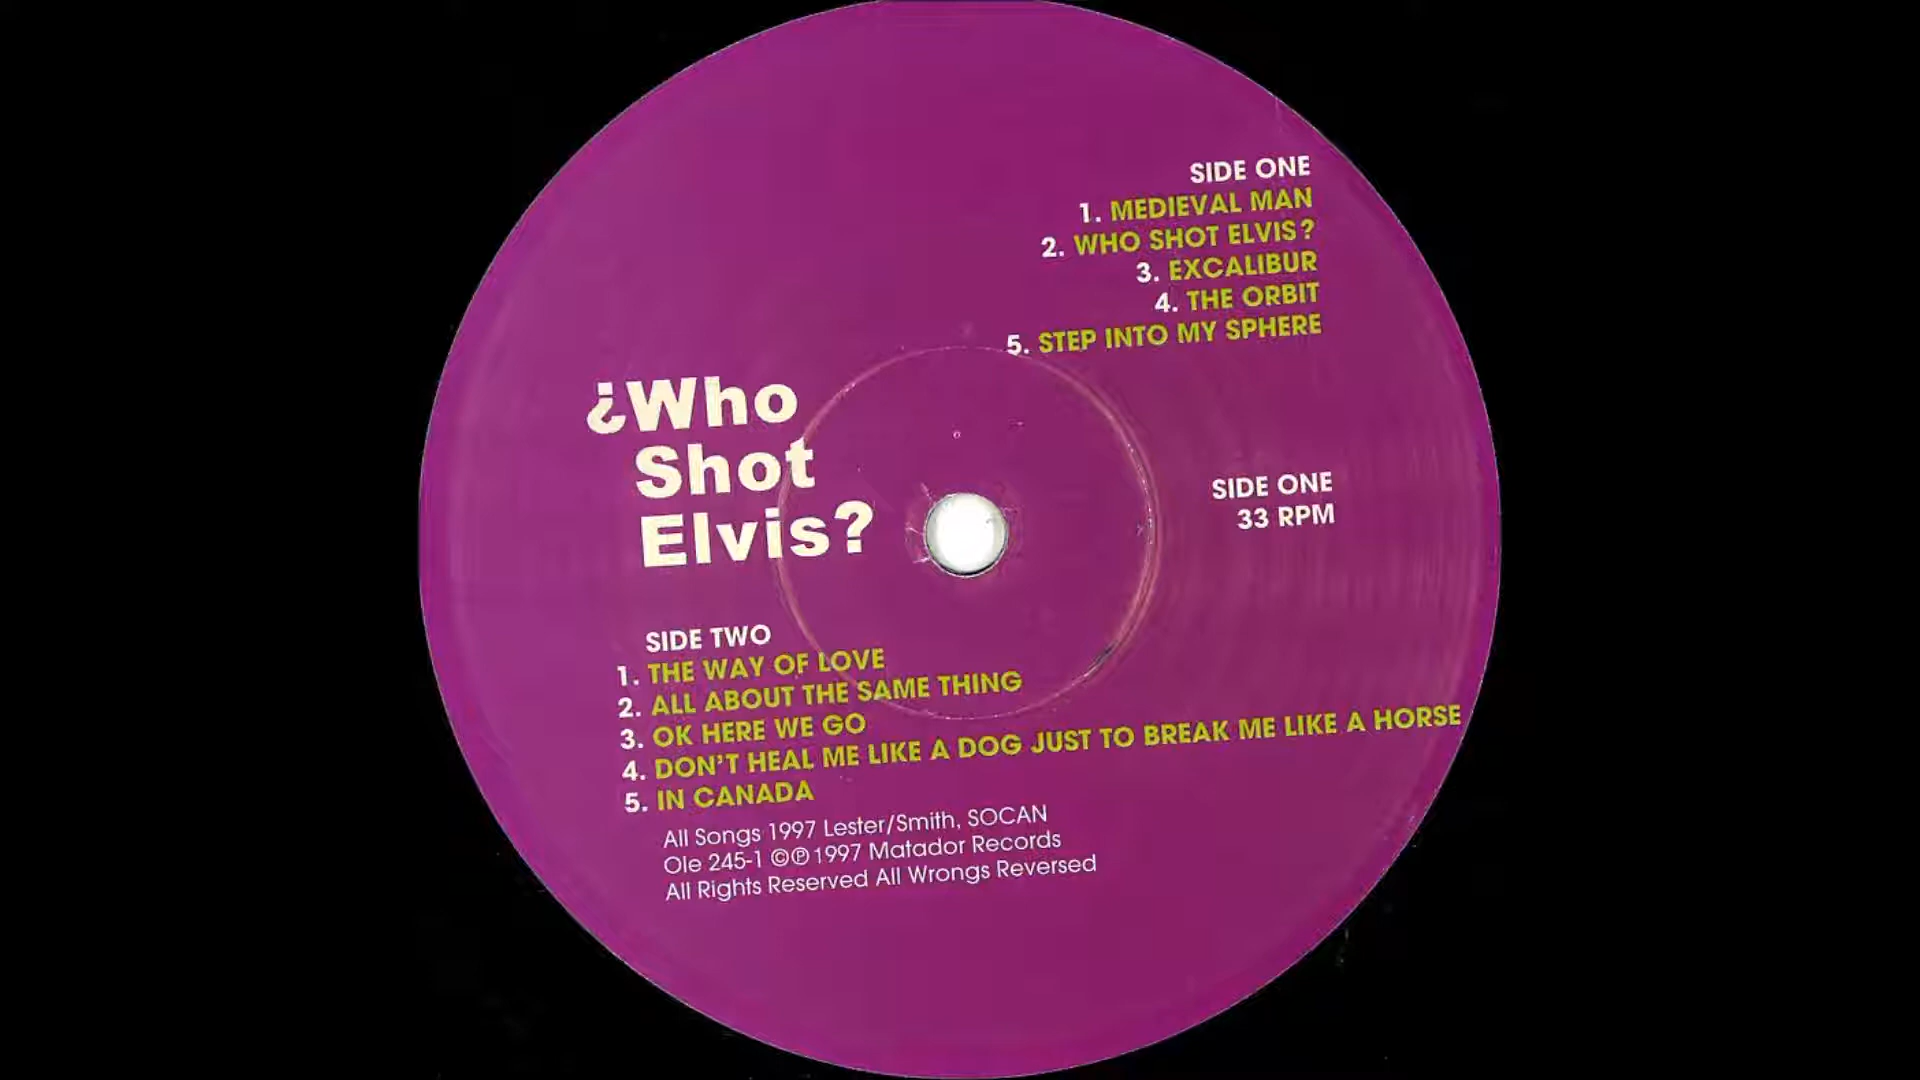 SIDE ONE
1. MEDIEVAL MAN
2. WHO SHOT ELVIS?
3. EXCALIBUR
4. THE ORBIT
5. STEP INTO MY SPHERE
¿Who
Shot
Elvis?
SIDE ONE
33 RPM
SIDE TWO
1. THE WAY OF LOVE
2. ALL ABOUT THE SAME THING
3. OK HERE WE GO
4. DON'T HEAL ME LIKE A DOG JUST TO BREAK ME LIKE A HORSE
5. IN CANADA
All Songs 1997 Lester/Smith, SOCAN
Ole 245-1 ©℗1997 Matador Records
All Rights Reserved All Wrongs Reversed